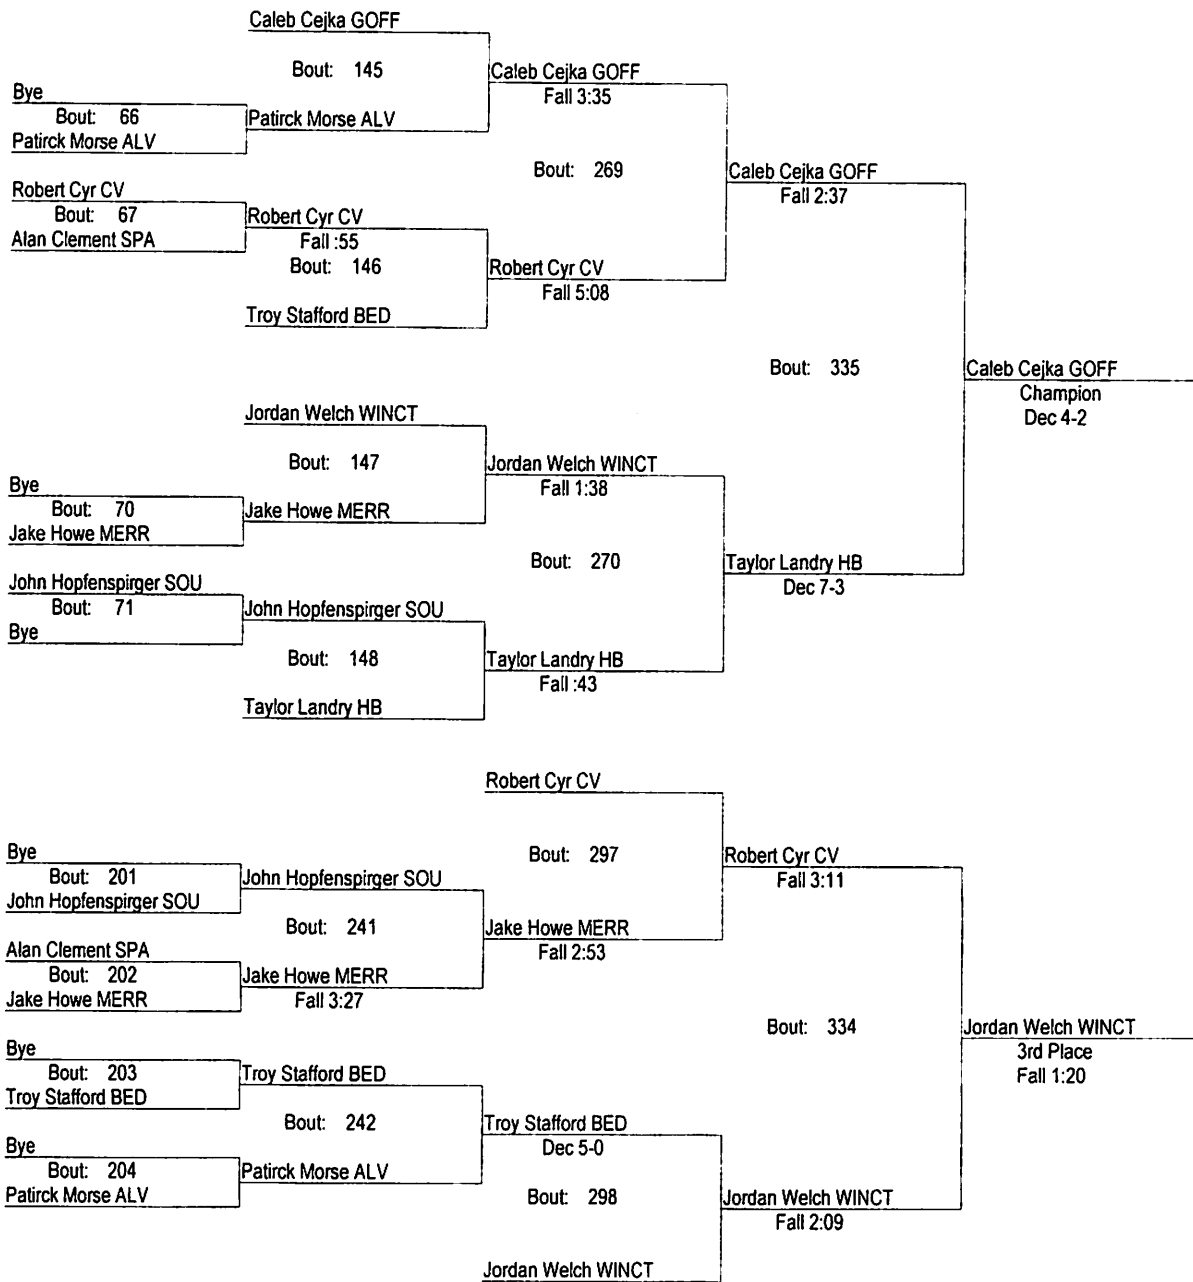 Caleb Cejka GOFF
Bout: 145
Caleb Cejka GOFF
Fall 3:35
Bye
Bout: 66
Patirck Morse ALV
Patirck Morse ALV
Bout: 269
Caleb Cejka GOFF
Fall 2:37
Robert Cyr CV
Bout: 67
Alan Clement SPA
Robert Cyr CV
Fall :55
Bout: 146
Robert Cyr CV
Fall 5:08
Troy Stafford BED
Bout: 335
Caleb Cejka GOFF
Champion
Dec 4-2
Jordan Welch WINCT
Bout: 147
Jordan Welch WINCT
Fall 1:38
Bye
Bout: 70
Jake Howe MERR
Jake Howe MERR
Bout: 270
Taylor Landry HB
Dec 7-3
John Hopfenspirger SOU
Bout: 71
Bye
John Hopfenspirger SOU
Bout: 148
Taylor Landry HB
Fall :43
Taylor Landry HB
Robert Cyr CV
Bout: 297
Robert Cyr CV
Fall 3:11
Bye
Bout: 201
John Hopfenspirger SOU
John Hopfenspirger SOU
Bout: 241
Jake Howe MERR
Fall 2:53
Alan Clement SPA
Bout: 202
Jake Howe MERR
Jake Howe MERR
Fall 3:27
Bout: 334
Jordan Welch WINCT
3rd Place
Fall 1:20
Bye
Bout: 203
Troy Stafford BED
Troy Stafford BED
Bout: 242
Troy Stafford BED
Dec 5-0
Bye
Bout: 204
Patirck Morse ALV
Patirck Morse ALV
Bout: 298
Jordan Welch WINCT
Fall 2:09
Jordan Welch WINCT